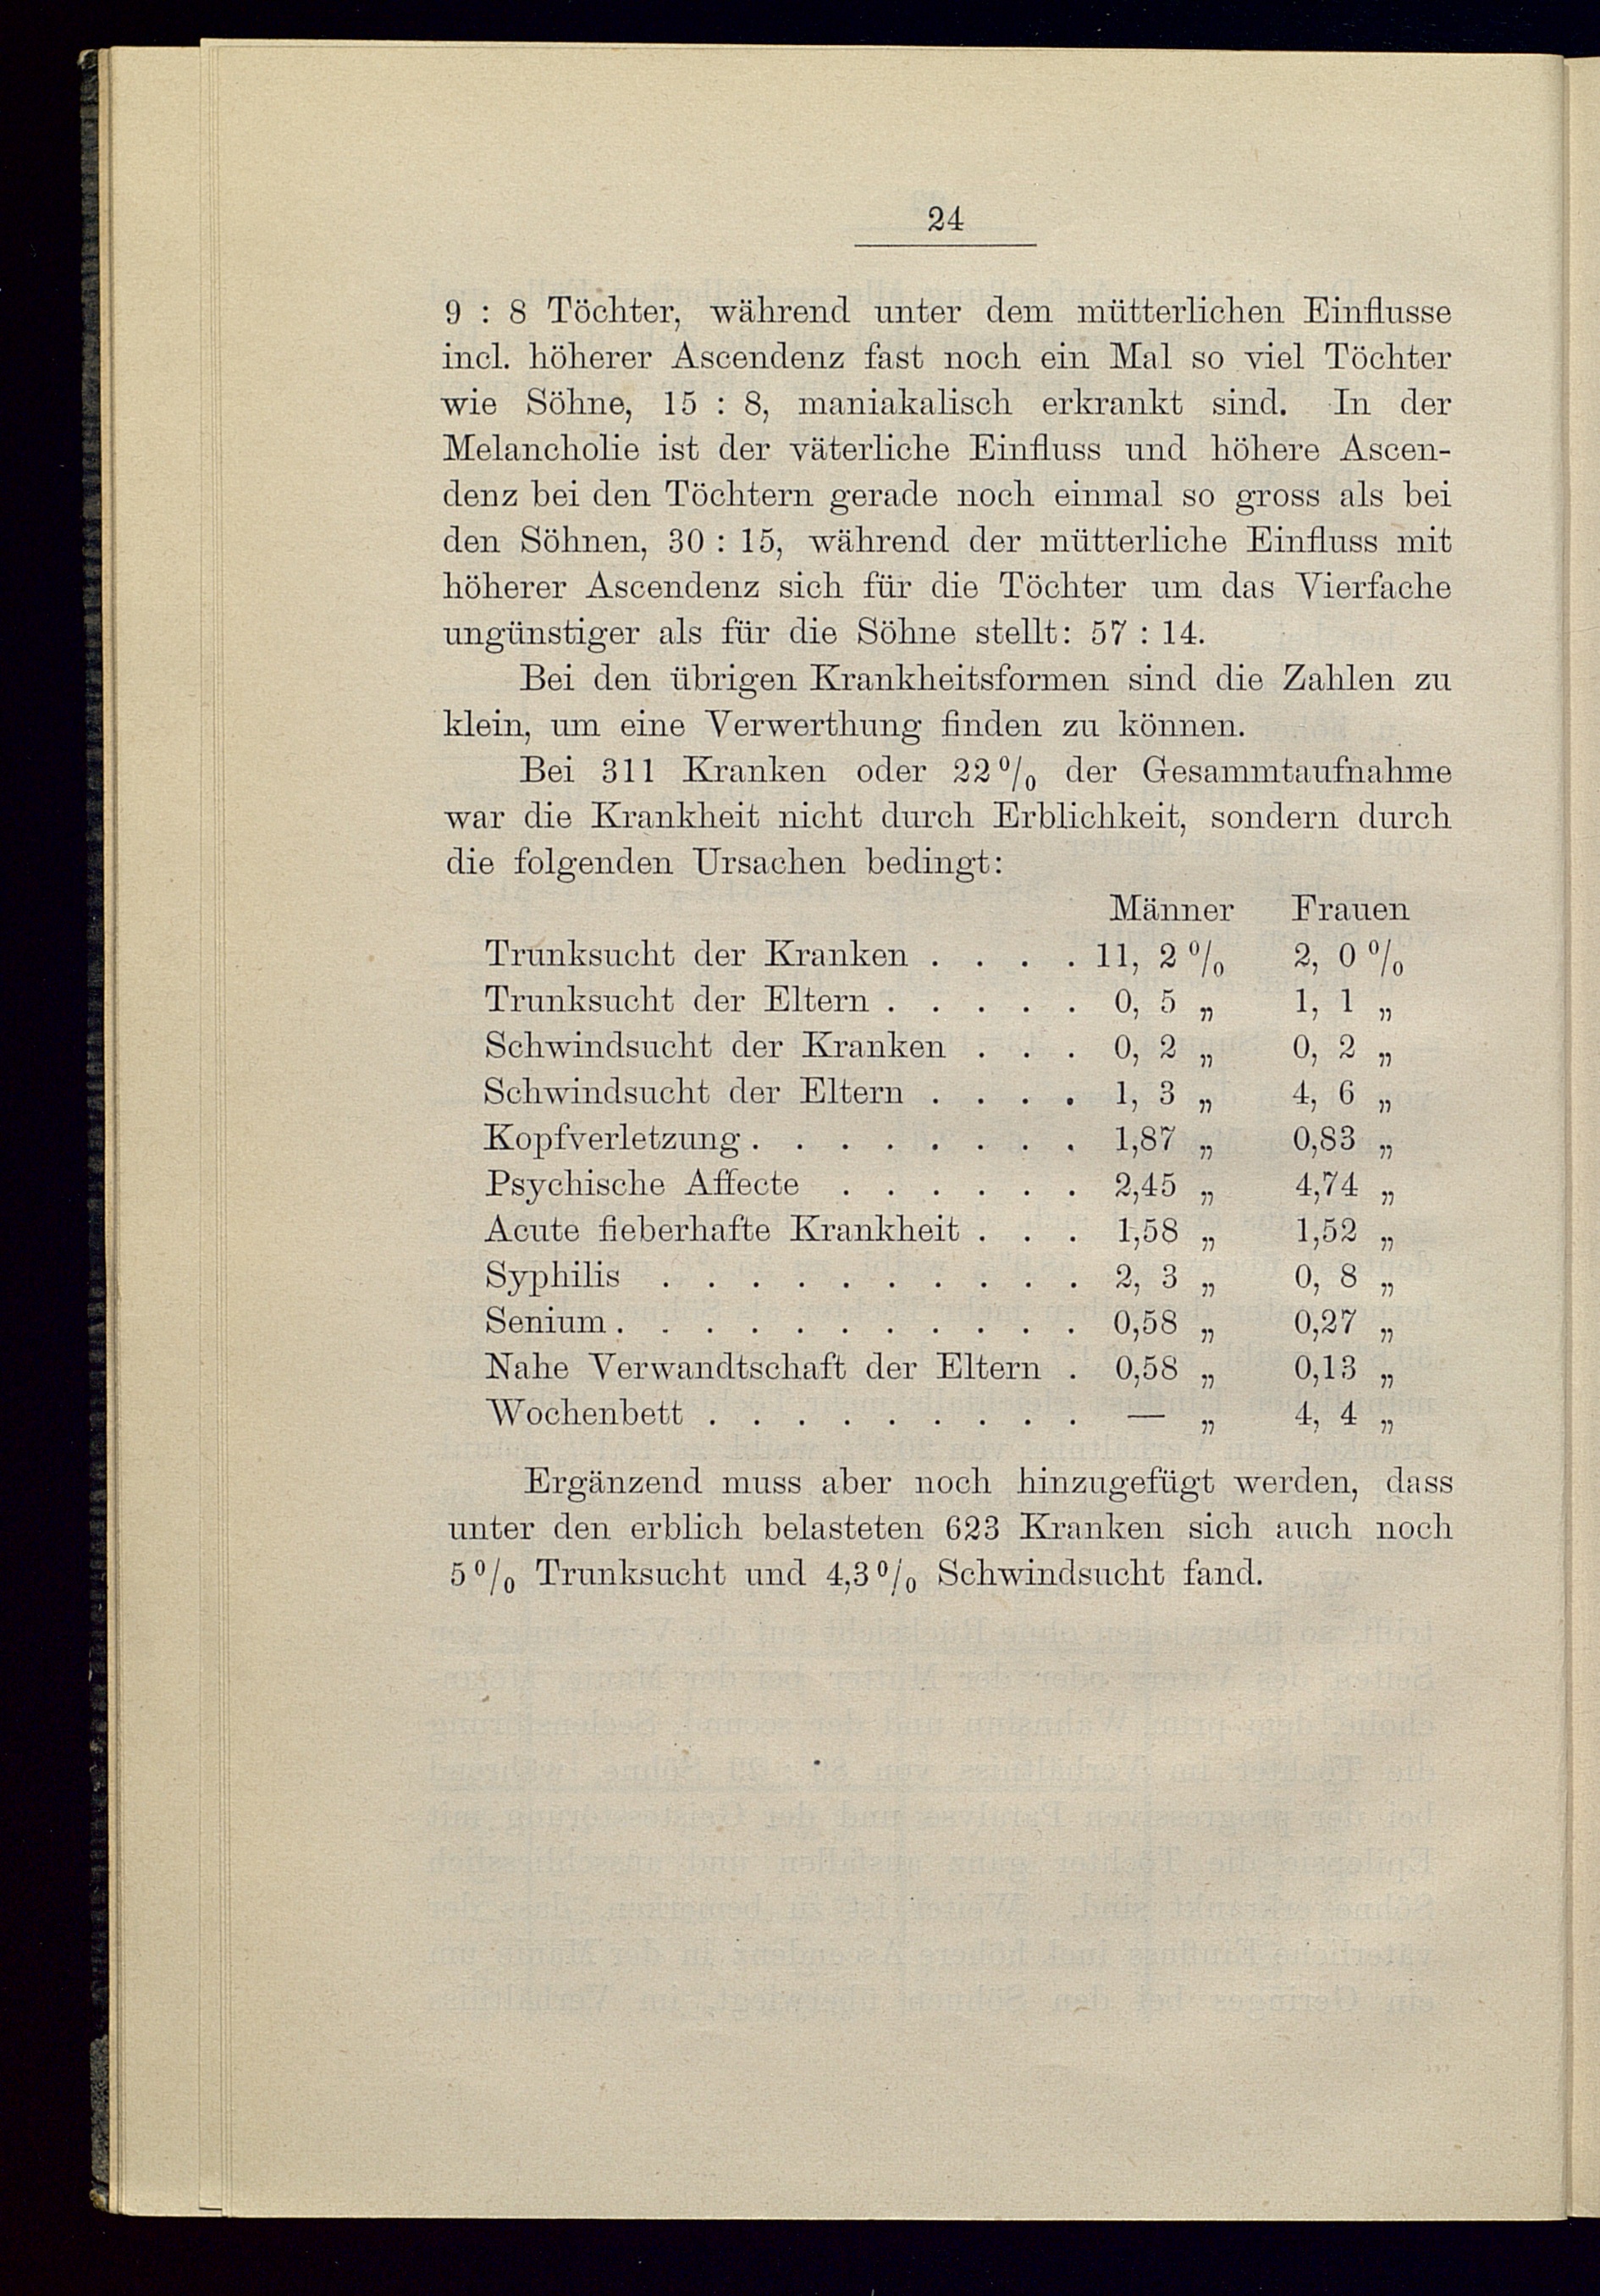 24
9 : 8 Töchter, während unter dem mütterlichen Einflusse
incl. höherer Ascendenz fast noch ein Mal so viel Töchter
wie Söhne, 15 : 8, maniakalisch erkrankt sind. In der
Melancholie ist der väterliche Einfluss und höhere Ascen-
denz bei den Töchtern gerade noch einmal so gross als bei
den Söhnen, 30 : 15, während der mütterliche Einfluss mit
höherer Ascendenz sich für die Töchter um das Vierfache
ungünstiger als für die Söhne stellt: 57 : 14.
Bei den übrigen Krankheitsformen sind die Zahlen zu
klein, um eine Verwerthung finden zu können.
Bei 311 Kranken oder 22% der Gesammtaufnahme
war die Krankheit nicht durch Erblichkeit, sondern durch
die folgenden Ursachen bedingt:
Männer Frauen
Trunksucht der Kranken . . . . 11, 2 % 2, 0 %
Trunksucht der Eltern . . . . . 0, 5 „ 1, 1 „
Schwindsucht der Kranken . . . 0, 2 „ 0, 2 „
Schwindsucht der Eltern . . . . 1, 3 „ 4, 6 „
Kopfverletzung . . . . . . . . 1,87 „ 0,83 „
Psychische Affecte . . . . . . 2,45 „ 4,74 „
Acute fieberhafte Krankheit . . . 1,58 „ 1,52 „
Syphilis . . . . . . . . . . 2, 3 „ 0, 8 „
Senium . . . . . . . . . . . 0,58 „ 0,27 „
Nahe Verwandtschaft der Eltern . 0,58 „ 0,13 „
Wochenbett . . . . . . . . . — „ 4, 4 „
Ergänzend muss aber noch hinzugefügt werden, dass
unter den erblich belasteten 623 Kranken sich auch noch
5% Trunksucht und 4,3% Schwindsucht fand.